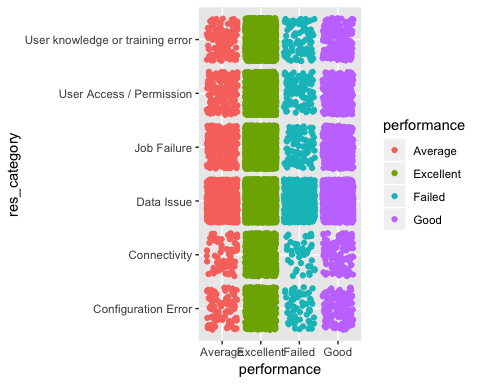 res_category
User knowledge or training error
User Access / Permission
Job Failure
Data Issue
Connectivity
Configuration Error
Average Excellent Failed Good
performance
performance
Average
Excellent
Failed
Good